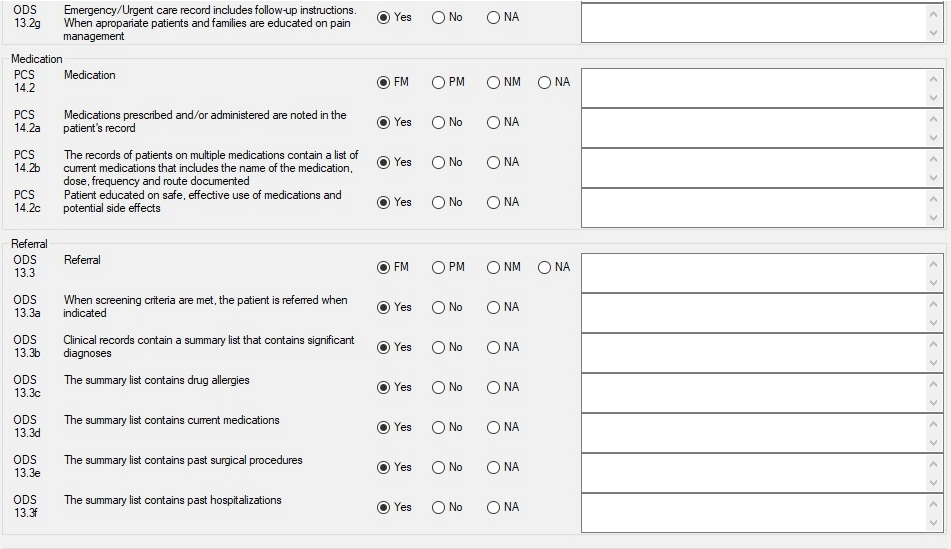 ODS Emergency/Urgent care record includes follow-up instructions.
13.2g When apropariate patients and families are educated on pain Yes No NA
management
Medication
PCS Medication
14.2 FM PM NM NA
PCS Medications prescribed and/or administered are noted in the
14.2a patient's record Yes No NA
PCS The records of patients on multiple medications contain a list of
14.2b current medications that includes the name of the medication, Yes No NA
dose, frequency and route documented
PCS Patient educated on safe, effective use of medications and
14.2c potential side effects Yes No NA
Referral
ODS Referral
13.3 FM PM NM NA
ODS When screening criteria are met, the patient is referred when
13.3a indicated Yes No NA
ODS Clinical records contain a summary list that contains significant
13.3b diagnoses Yes No NA
ODS The summary list contains drug allergies
13.3c Yes No NA
ODS The summary list contains current medications
13.3d Yes No NA
ODS The summary list contains past surgical procedures
13.3e Yes No NA
ODS The summary list contains past hospitalizations
13.3f Yes No NA